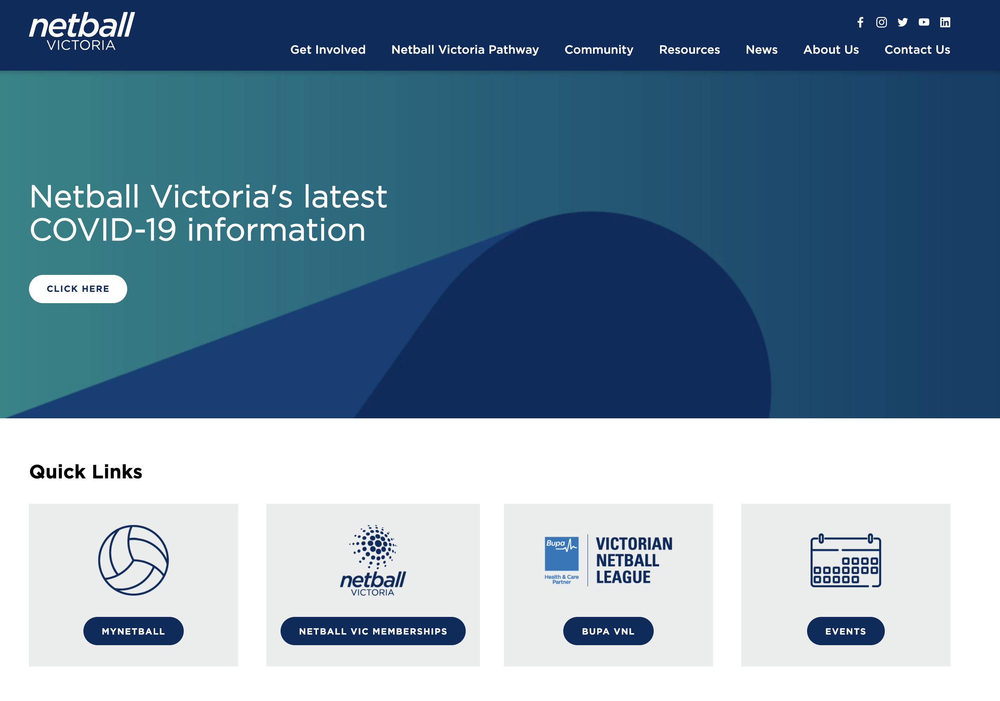 netball
VICTORIA
Get Involved
Netball Victoria Pathway
Community
Resources
News
About Us
Contact Us
Netball Victoria's latest
COVID-19 information
CLICK HERE
Quick Links
MYNETBALL
netball
VICTORIA
NETBALL VIC MEMBERSHIPS
Bupa
Health & Care
Partner
VICTORIAN
NETBALL
LEAGUE
BUPA VNL
EVENTS